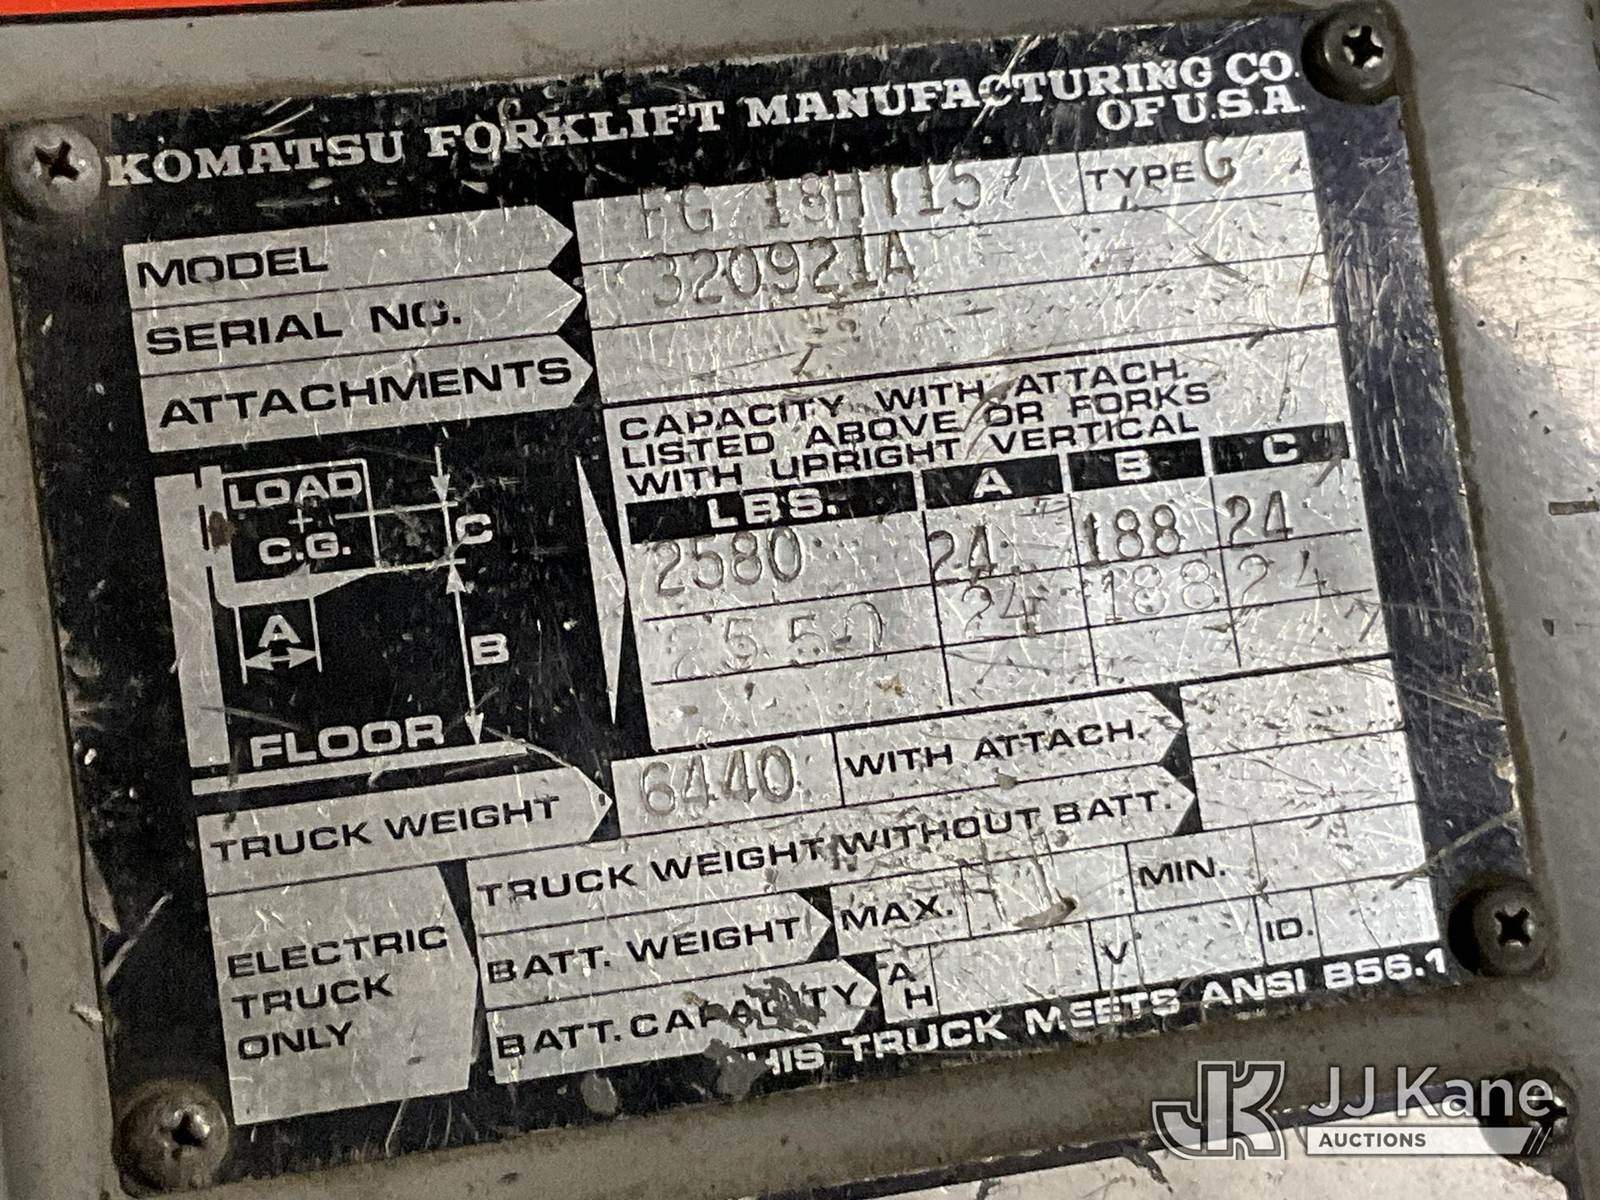 KOMATSU FORKLIFT MANUFACTURING CO.
OF U.S.A.
MODEL FG 18HT15 TYPE G
SERIAL NO. 320921A
ATTACHMENTS
CAPACITY WITH ATTACH.
LISTED ABOVE OR FORKS
WITH UPRIGHT VERTICAL
LBS. A B C
2580 24 188 24
2550 24 188 24
LOAD
+
C.G.
C
A
B
FLOOR
TRUCK WEIGHT 6440 WITH ATTACH.
ELECTRIC
TRUCK
ONLY
TRUCK WEIGHT WITHOUT BATT.
BATT. WEIGHT MAX. MIN.
BATT. CAPACITY AH V ID.
THIS TRUCK MEETS ANSI B56.1
JK JJ Kane
AUCTIONS